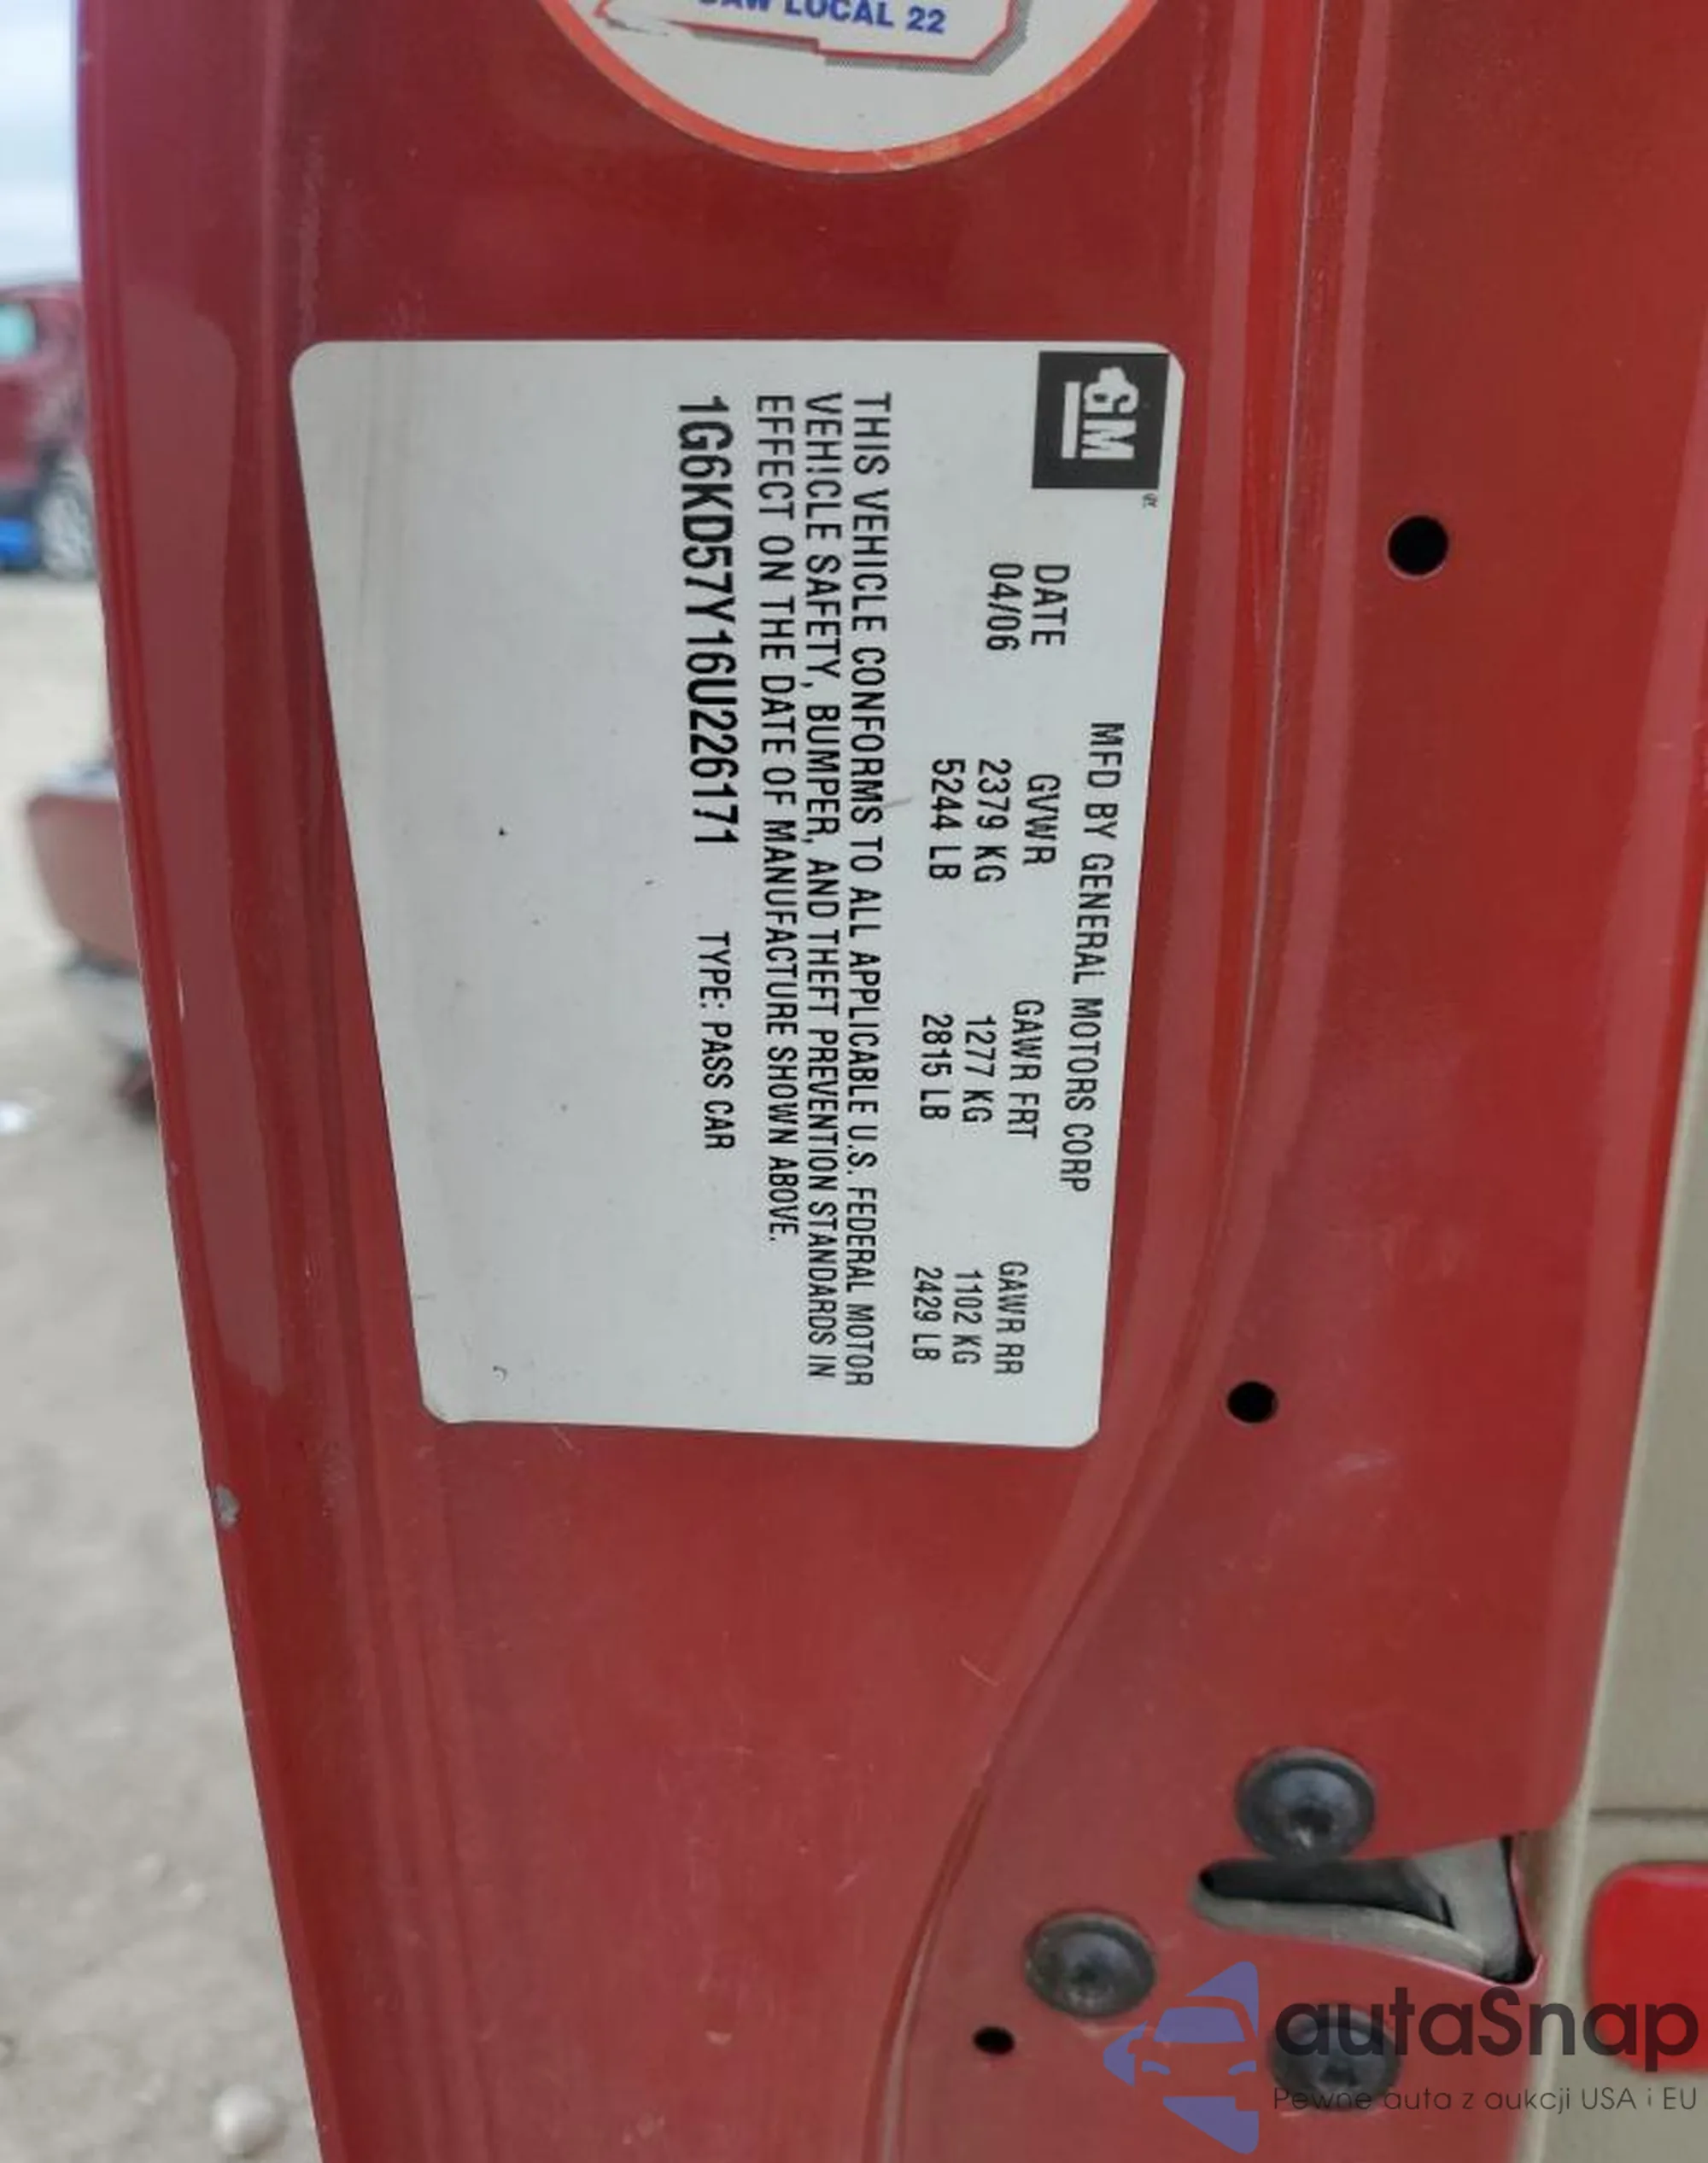 UAW LOCAL 22
GM
MFD BY GENERAL MOTORS CORP
DATE GVWR GAWR FRT GAWR RR
04/06 2379 KG 1277 KG 1102 KG
5244 LB 2815 LB 2429 LB
THIS VEHICLE CONFORMS TO ALL APPLICABLE U.S. FEDERAL MOTOR
VEHICLE SAFETY, BUMPER, AND THEFT PREVENTION STANDARDS IN
EFFECT ON THE DATE OF MANUFACTURE SHOWN ABOVE.
1G6KD57Y16U226171 TYPE: PASS CAR
autaSnap
Pewne auta z aukcji USA i EU